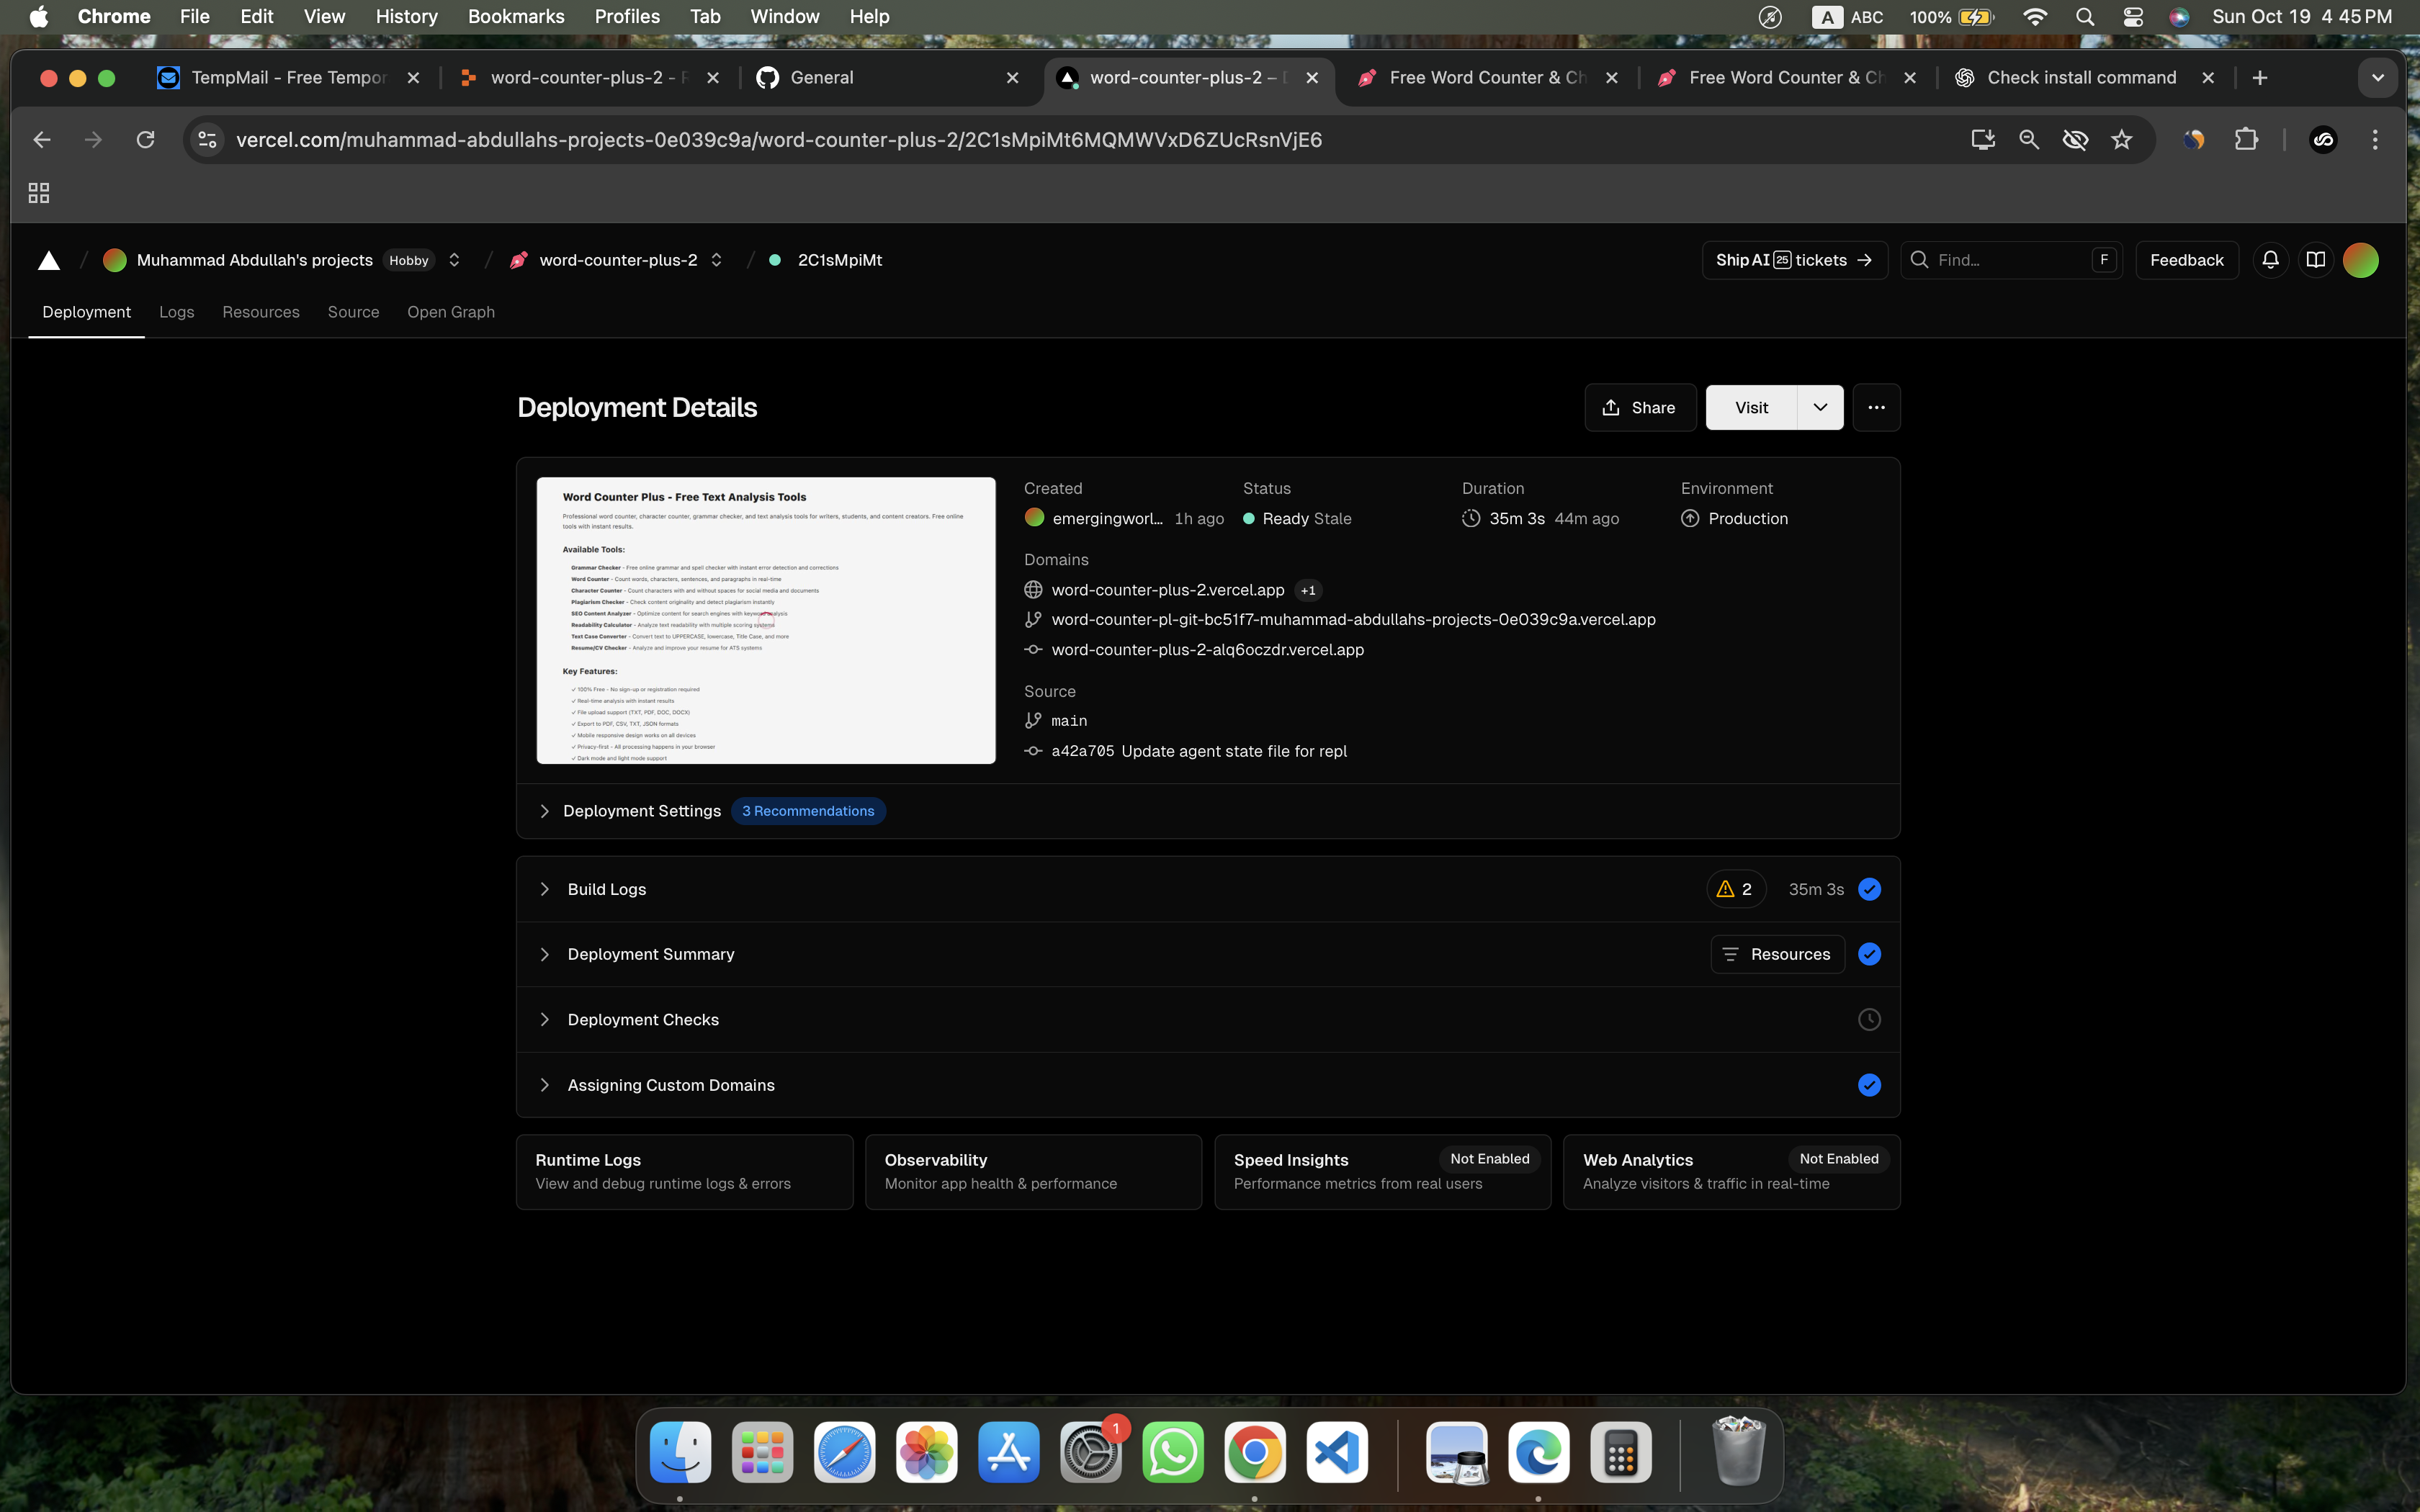 Chrome File Edit View History Bookmarks Profiles Tab Window Help
A ABC 100% Sun Oct 19 4 45 PM
TempMail - Free Tempor
word-counter-plus-2 - R
General
word-counter-plus-2 –
Free Word Counter & Ch
Free Word Counter & Ch
Check install command
vercel.com/muhammad-abdullahs-projects-0e039c9a/word-counter-plus-2/2C1sMpiMt6MQMWVxD6ZUcRsnVjE6
Muhammad Abdullah's projects Hobby
word-counter-plus-2
2C1sMpiMt
Ship AI 25 tickets →
Find... F
Feedback
Deployment Logs Resources Source Open Graph
Deployment Details
Share
Visit
Word Counter Plus - Free Text Analysis Tools
Professional word counter, character counter, grammar checker, and text analysis tools for writers, students, and content creators. Free online
tools with instant results.
Available Tools:
Grammar Checker - Free online grammar and spell checker with instant error detection and corrections
Word Counter - Count words, characters, sentences, and paragraphs in real-time
Character Counter - Count characters with and without spaces for social media and documents
Plagiarism Checker - Check content originality and detect plagiarism instantly
SEO Content Analyzer - Optimize content for search engines with keyword analysis
Readability Calculator - Analyze text readability with multiple scoring
Text Case Converter - Convert text to UPPERCASE, lowercase, Title Case, and more
Resume/CV Checker - Analyze and improve your resume for ATS systems
Key Features:
✓ 100% Free - No sign-up or registration required
✓ Real-time analysis with instant results
✓ File upload support (TXT, PDF, DOC, DOCX)
✓ Export to PDF, CSV, TXT, JSON formats
✓ Mobile responsive design works on all devices
✓ Privacy-first - All processing happens in your browser
✓ Dark mode and light mode support
Created Status Duration Environment
emergingworl... 1h ago Ready Stale 35m 3s 44m ago Production
Domains
word-counter-plus-2.vercel.app +1
word-counter-pl-git-bc51f7-muhammad-abdullahs-projects-0e039c9a.vercel.app
word-counter-plus-2-alq6oczdr.vercel.app
Source
main
a42a705 Update agent state file for repl
Deployment Settings 3 Recommendations
Build Logs 2 35m 3s
Deployment Summary Resources
Deployment Checks
Assigning Custom Domains
Runtime Logs
View and debug runtime logs & errors
Observability
Monitor app health & performance
Speed Insights Not Enabled
Performance metrics from real users
Web Analytics Not Enabled
Analyze visitors & traffic in real-time
1